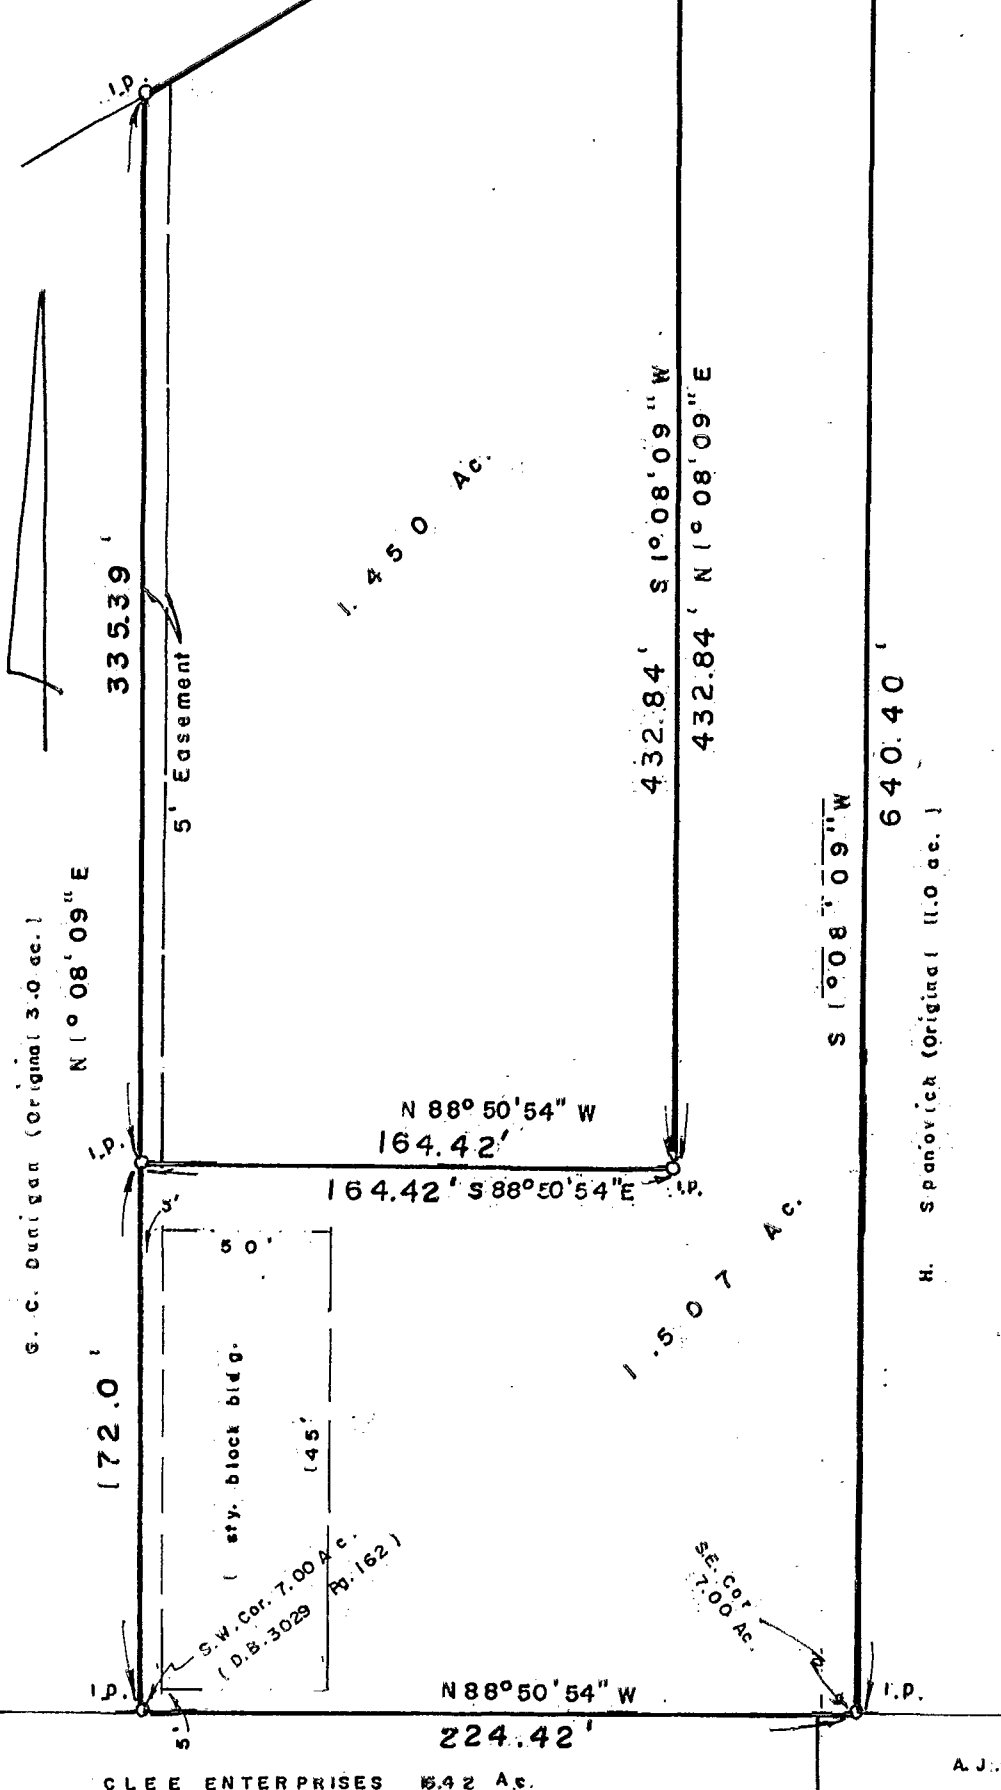 I.P.
1.450 Ac.
S 1° 08' 09" W
432.84'
N 1° 08' 09" E
432.84'
335.39'
5' Easement
N 1° 08' 09" E
640.40'
S 1° 08' 09" W
H. Spanovich (Original 11.0 ac.)
G. C. Dunigan (Original 3.0 ac.)
N 88° 50' 54" W
164.42'
I.P.
164.42' S 88° 50' 54" E
I.P.
5'
50'
1.507 Ac.
172.0'
1 sty. block bldg.
145'
S.W. Cor. 7.00 Ac.
(D.B. 3029 Pg. 162)
S.E. Cor
7.00 Ac.
I.P.
N 88° 50' 54" W
I.P.
224.42'
5'
CLEE ENTERPRISES 16.42 Ac.
A. J.